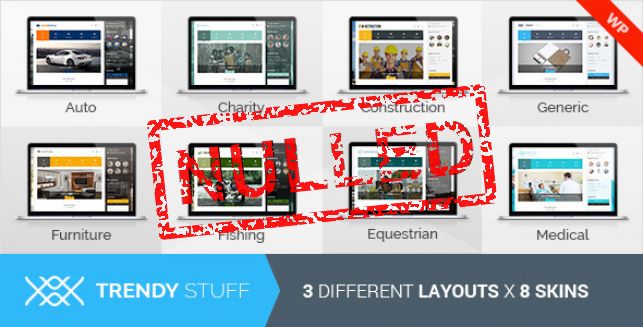 WP
Auto
Charity
Construction
Generic
NULLED
Furniture
Fishing
Equestrian
Medical
TRENDY STUFF
3 DIFFERENT LAYOUTS X 8 SKINS